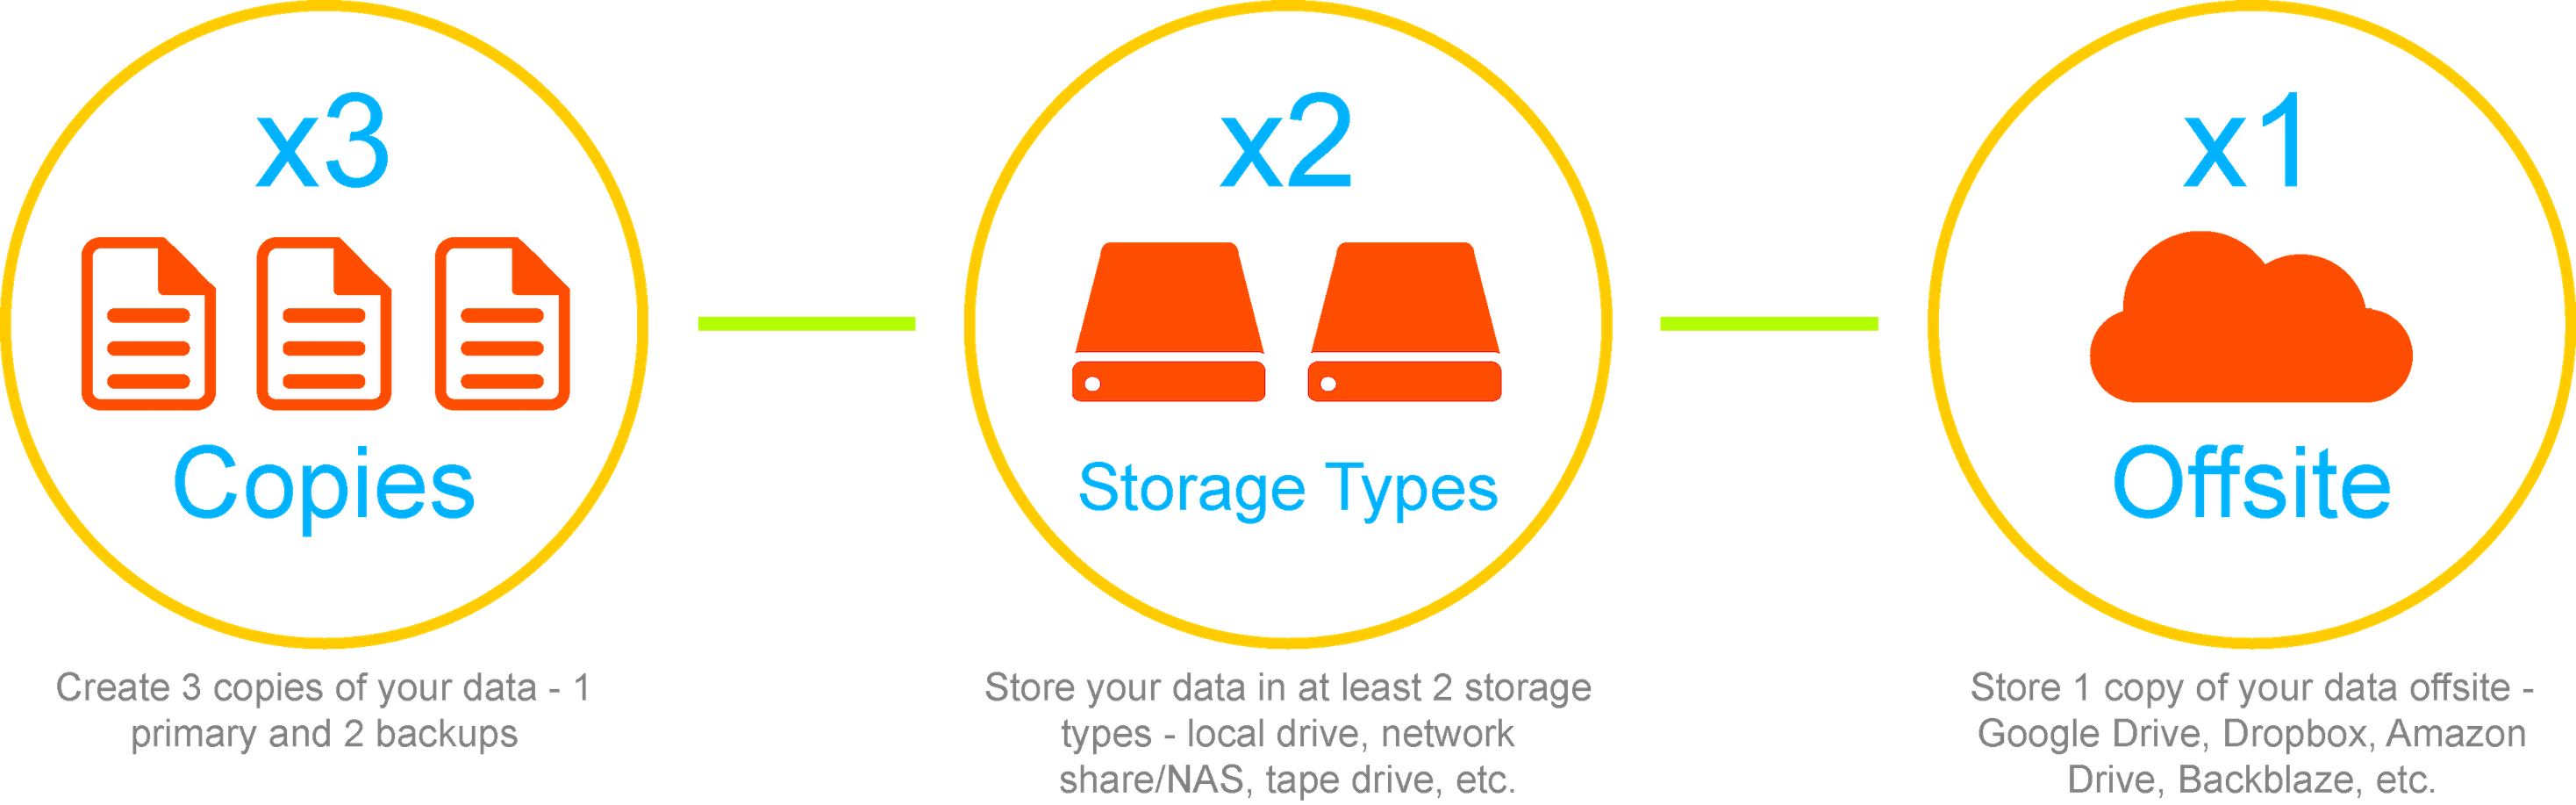 x3
Copies
Create 3 copies of your data - 1
primary and 2 backups
x2
Storage Types
Store your data in at least 2 storage
types - local drive, network
share/NAS, tape drive, etc.
x1
Offsite
Store 1 copy of your data offsite -
Google Drive, Dropbox, Amazon
Drive, Backblaze, etc.